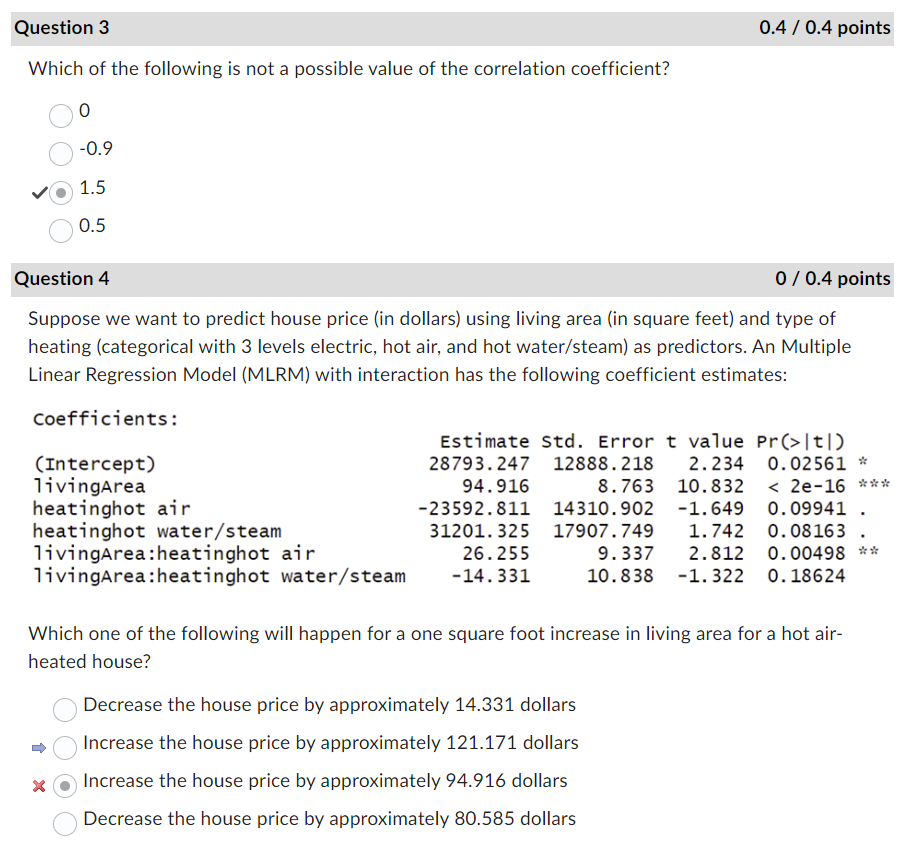 Question 3 0.4 / 0.4 points
Which of the following is not a possible value of the correlation coefficient?
0
-0.9
1.5
0.5
Question 4 0 / 0.4 points
Suppose we want to predict house price (in dollars) using living area (in square feet) and type of
heating (categorical with 3 levels electric, hot air, and hot water/steam) as predictors. An Multiple
Linear Regression Model (MLRM) with interaction has the following coefficient estimates:
Coefficients:
Estimate Std. Error t value Pr(>|t|)
(Intercept) 28793.247 12888.218 2.234 0.02561 *
livingArea 94.916 8.763 10.832 < 2e-16 ***
heatinghot air -23592.811 14310.902 -1.649 0.09941 .
heatinghot water/steam 31201.325 17907.749 1.742 0.08163 .
livingArea:heatinghot air 26.255 9.337 2.812 0.00498 **
livingArea:heatinghot water/steam -14.331 10.838 -1.322 0.18624
Which one of the following will happen for a one square foot increase in living area for a hot air-
heated house?
Decrease the house price by approximately 14.331 dollars
Increase the house price by approximately 121.171 dollars
Increase the house price by approximately 94.916 dollars
Decrease the house price by approximately 80.585 dollars